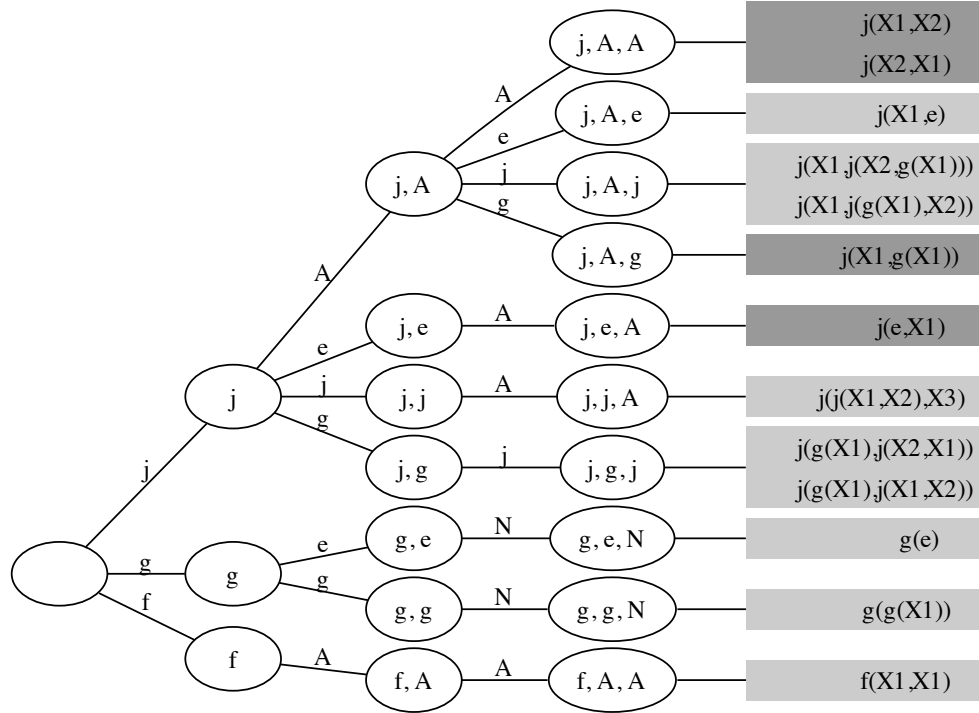 j, A, A
j(X1,X2)
j(X2,X1)
A
j, A, e
j(X1,e)
e
j, A
j
j, A, j
j(X1,j(X2,g(X1)))
j(X1,j(g(X1),X2))
g
j, A, g
j(X1,g(X1))
A
j, e
A
j, e, A
j(e,X1)
e
j
j
j, j
A
j, j, A
j(j(X1,X2),X3)
g
j, g
j
j, g, j
j(g(X1),j(X2,X1))
j(g(X1),j(X1,X2))
j
g, e
N
g, e, N
g(e)
e
g
g
g
g, g
N
g, g, N
g(g(X1))
f
f
A
f, A
A
f, A, A
f(X1,X1)